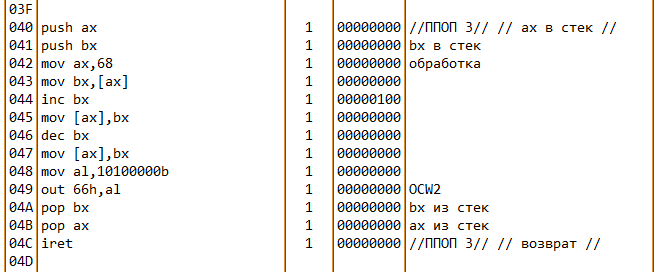 03F
040 push ax 1 00000000 //ППОП 3// // ax в стек //
041 push bx 1 00000000 bx в стек
042 mov ax,68 1 00000000 обработка
043 mov bx,[ax] 1 00000000
044 inc bx 1 00000100
045 mov [ax],bx 1 00000000
046 dec bx 1 00000000
047 mov [ax],bx 1 00000000
048 mov al,10100000b 1 00000000
049 out 66h,al 1 00000000 OCW2
04A pop bx 1 00000000 bx из стек
04B pop ax 1 00000000 ax из стек
04C iret 1 00000000 //ППОП 3// // возврат //
04D